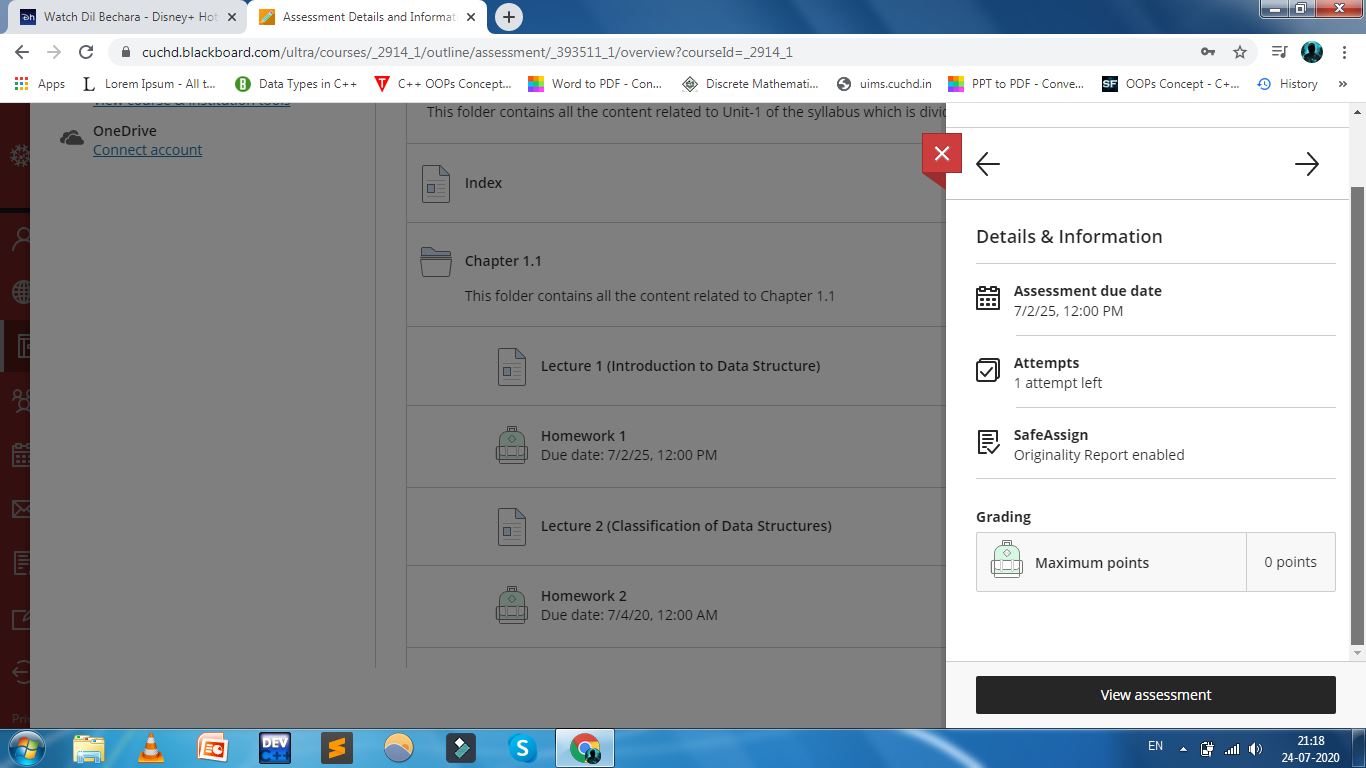 Watch Dil Bechara - Disney+ Hot
Assessment Details and Informat
cuchd.blackboard.com/ultra/courses/_2914_1/outline/assessment/_393511_1/overview?courseId=_2914_1
Apps
Lorem Ipsum - All t...
Data Types in C++
C++ OOPs Concept...
Word to PDF - Con...
Discrete Mathemati...
uims.cuchd.in
PPT to PDF - Conve...
OOPs Concept - C+...
History
»
View course & institution tools
OneDrive
Connect account
This folder contains all the content related to Unit-1 of the syllabus which is divid
Index
Chapter 1.1
This folder contains all the content related to Chapter 1.1
Lecture 1 (Introduction to Data Structure)
Homework 1
Due date: 7/2/25, 12:00 PM
Lecture 2 (Classification of Data Structures)
Homework 2
Due date: 7/4/20, 12:00 AM
Details & Information
Assessment due date
7/2/25, 12:00 PM
Attempts
1 attempt left
SafeAssign
Originality Report enabled
Grading
Maximum points
0 points
View assessment
Priv
DEV
C++
EN
21:18
24-07-2020